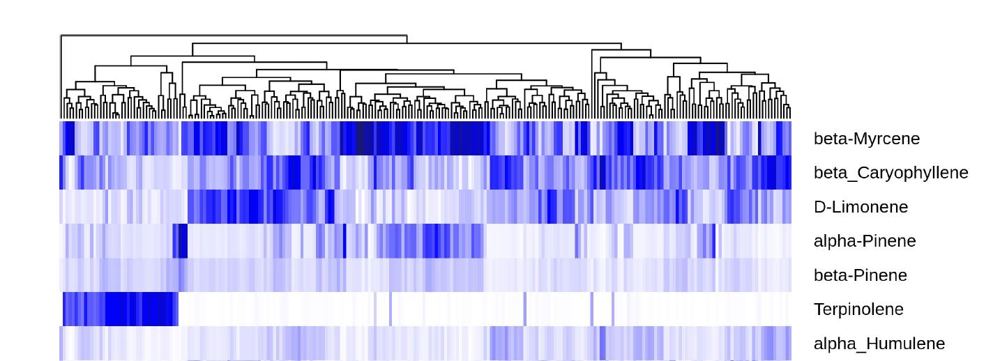 beta-Myrcene
beta_Caryophyllene
D-Limonene
alpha-Pinene
beta-Pinene
Terpinolene
alpha_Humulene